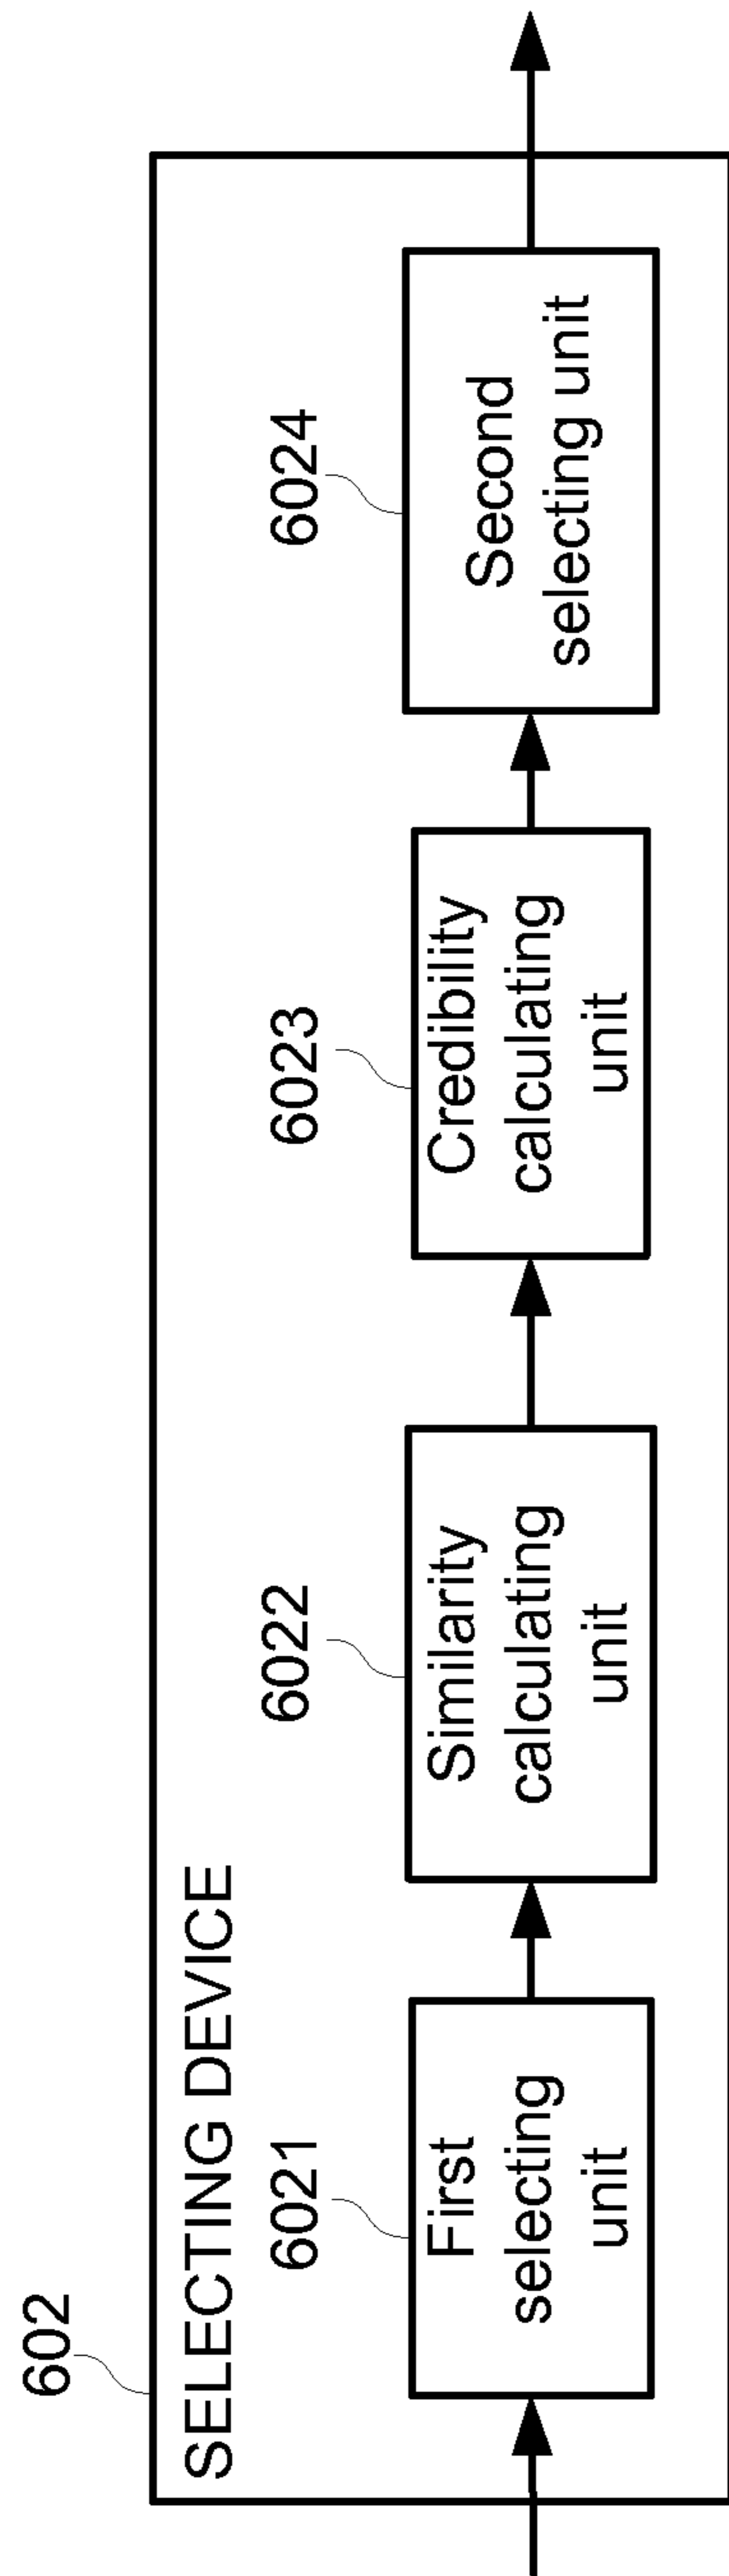 602
SELECTING DEVICE
6021
First
selecting
unit
6022
Similarity
calculating
unit
6023
Credibility
calculating
unit
6024
Second
selecting unit